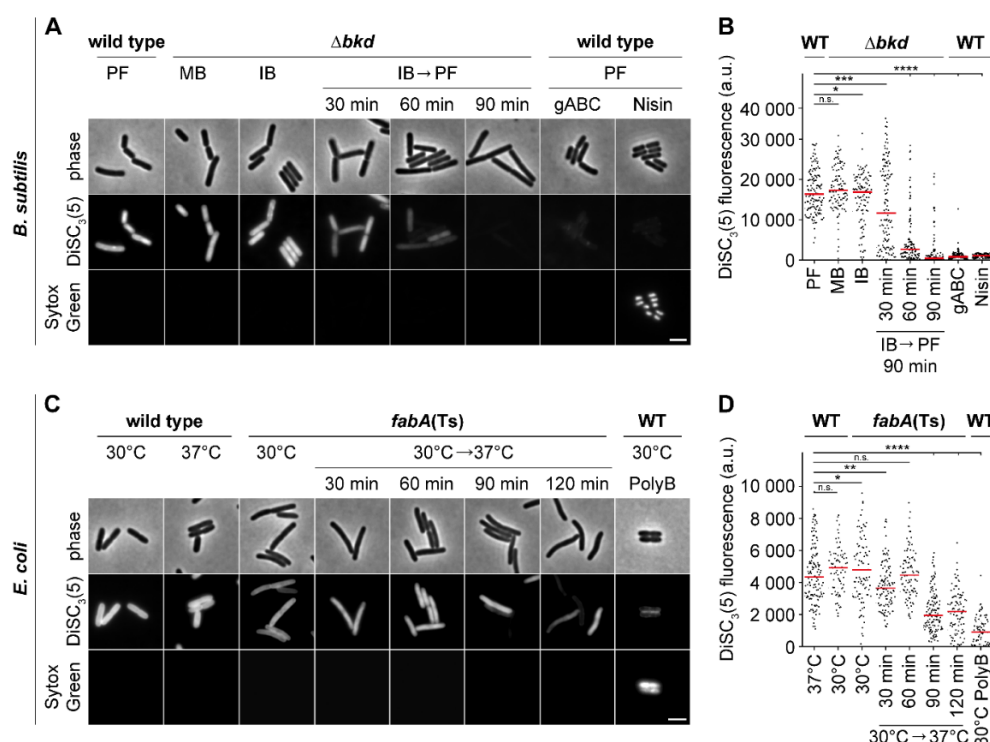 A
wild type
Δbkd
wild type
PF
MB
IB
IB→PF
PF
30 min
60 min
90 min
gABC
Nisin
B. subtilis
phase
DiSC3(5)
Sytox
Green
B
WT
Δbkd
WT
****
***
*
n.s.
DiSC3(5) fluorescence (a.u.)
40 000
30 000
20 000
10 000
0
PF
MB
IB
30 min
60 min
90 min
gABC
Nisin
IB→PF
90 min
C
wild type
fabA(Ts)
WT
30°C
37°C
30°C
30°C→37°C
30°C
30 min
60 min
90 min
120 min
PolyB
E. coli
phase
DiSC3(5)
Sytox
Green
D
WT
fabA(Ts)
WT
****
n.s.
**
*
n.s.
DiSC3(5) fluorescence (a.u.)
10 000
8 000
6 000
4 000
2 000
0
37°C
30°C
30°C
30 min
60 min
90 min
120 min
30°C PolyB
30°C→37°C